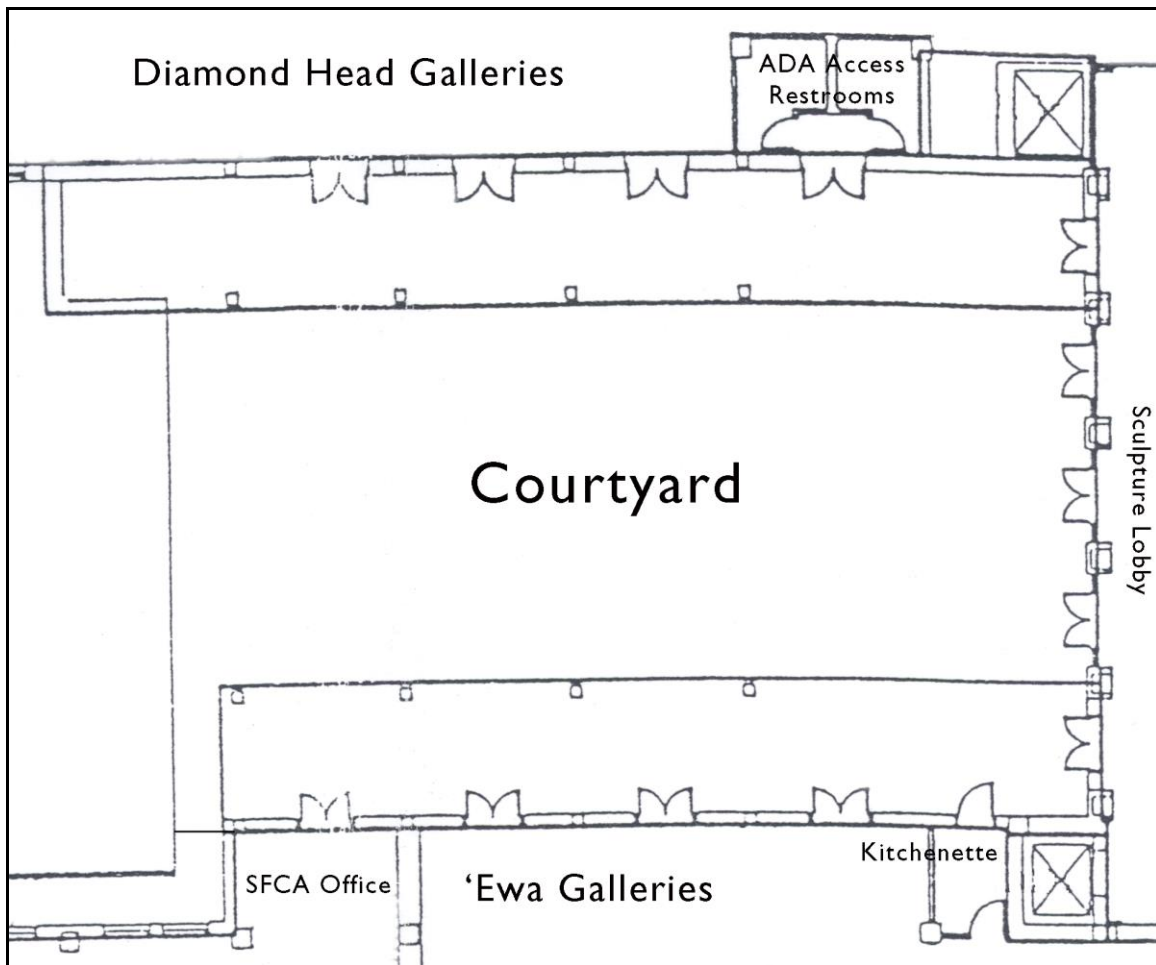 Diamond Head Galleries
ADA Access
Restrooms
Courtyard
Sculpture Lobby
SFCA Office
‘Ewa Galleries
Kitchenette